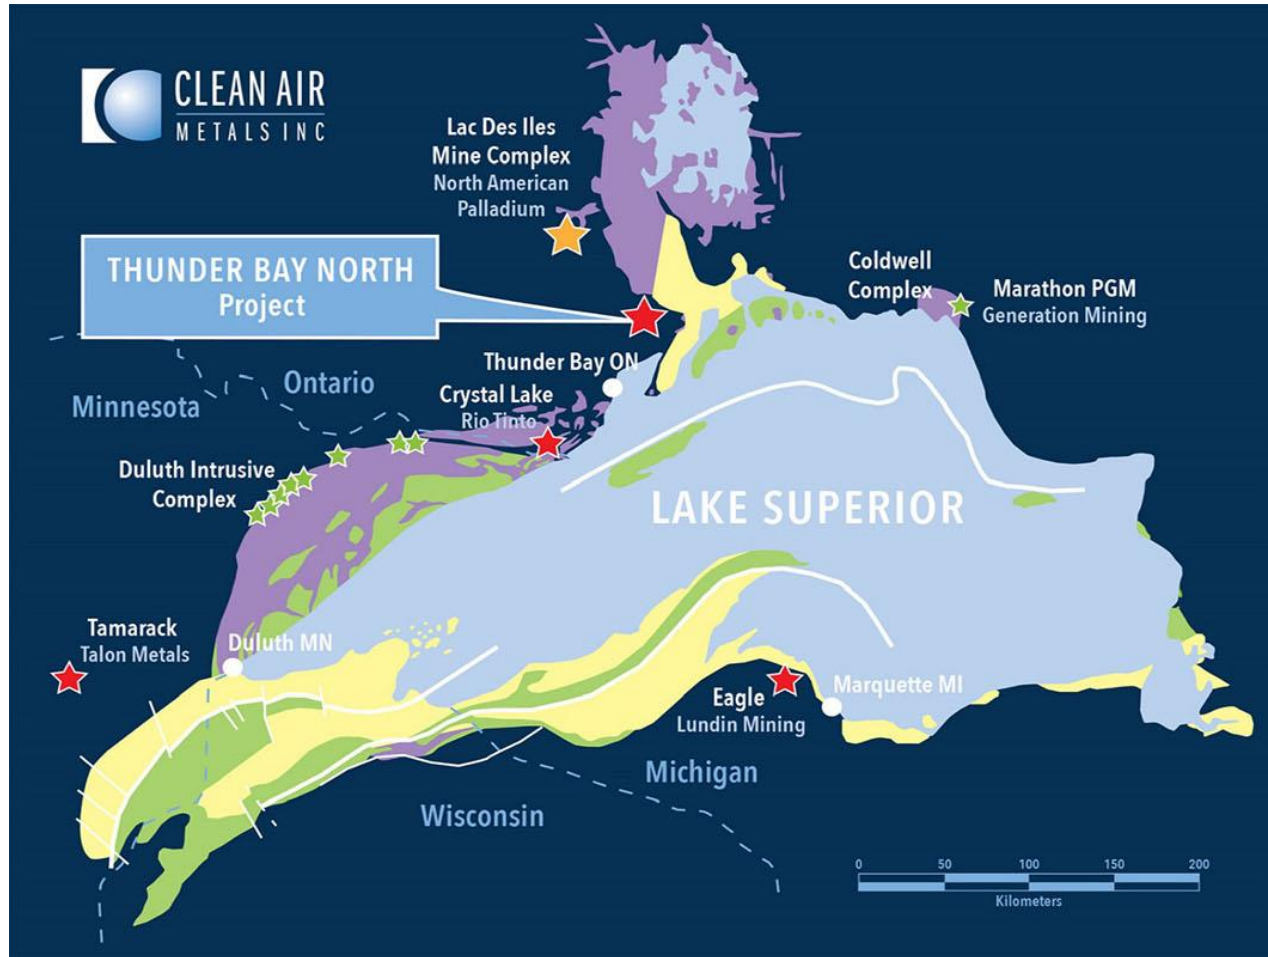 CLEAN AIR
METALS INC
Lac Des Iles
Mine Complex
North American
Palladium
THUNDER BAY NORTH
Project
Coldwell
Complex
Marathon PGM
Generation Mining
Thunder Bay ON
Ontario
Minnesota
Crystal Lake
Rio Tinto
Duluth Intrusive
Complex
LAKE SUPERIOR
Tamarack
Talon Metals
Duluth MN
Eagle
Lundin Mining
Marquette MI
Michigan
Wisconsin
0 50 100 150 200
Kilometers